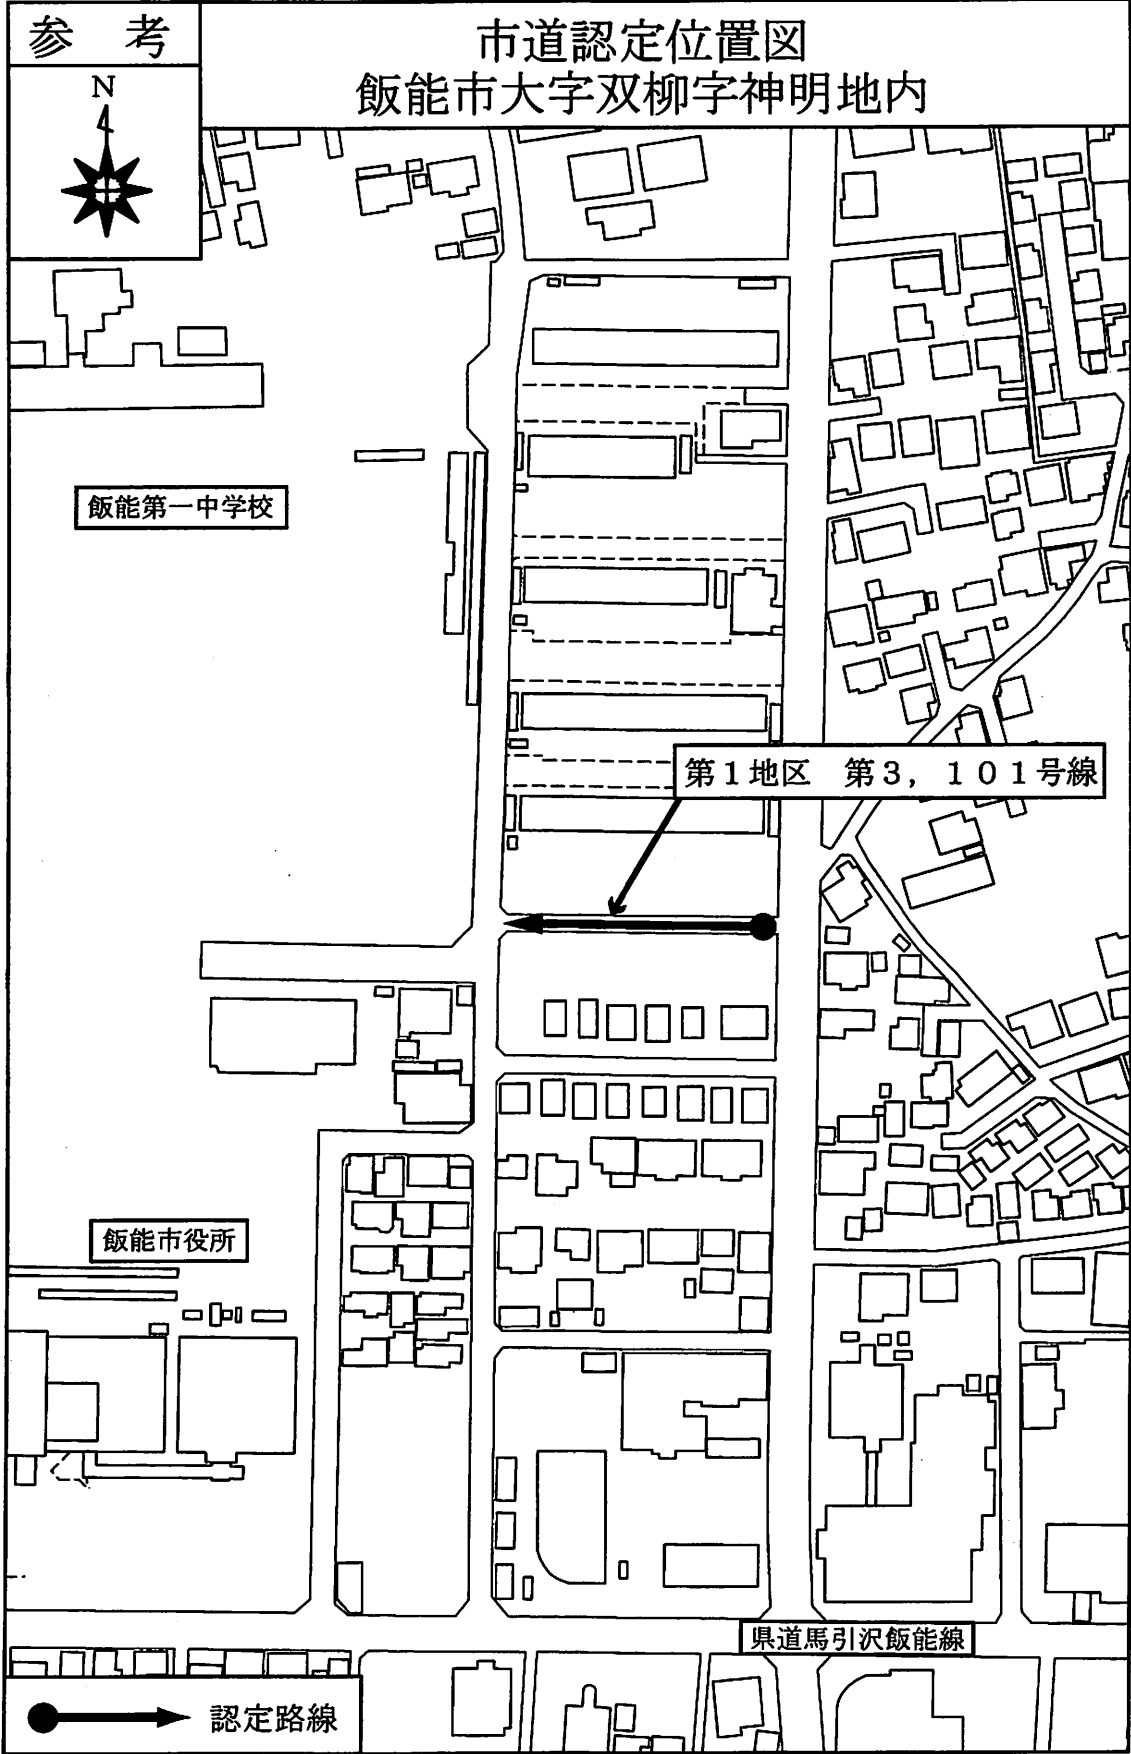 参　考
市道認定位置図
飯能市大字双柳字神明地内
N
飯能第一中学校
第１地区　第３，１０１号線
飯能市役所
県道馬引沢飯能線
認定路線